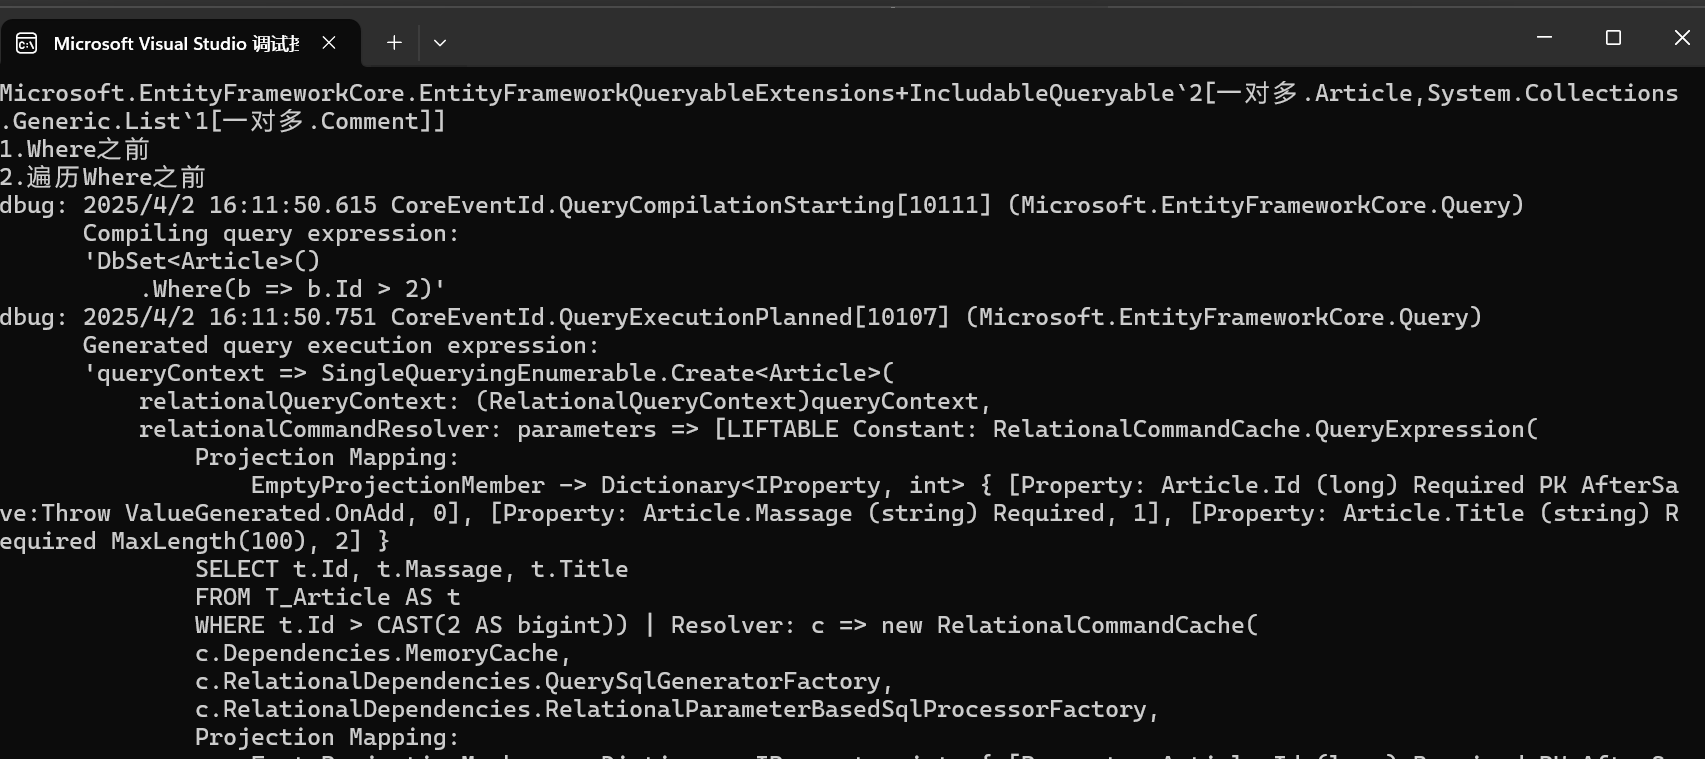 Microsoft Visual Studio 调试控
Microsoft.EntityFrameworkCore.EntityFrameworkQueryableExtensions+IncludableQueryable`2[一对多.Article,System.Collections
.Generic.List`1[一对多.Comment]]
1.Where之前
2.遍历Where之前
dbug: 2025/4/2 16:11:50.615 CoreEventId.QueryCompilationStarting[10111] (Microsoft.EntityFrameworkCore.Query)
      Compiling query expression:
      'DbSet<Article>()
          .Where(b => b.Id > 2)'
dbug: 2025/4/2 16:11:50.751 CoreEventId.QueryExecutionPlanned[10107] (Microsoft.EntityFrameworkCore.Query)
      Generated query execution expression:
      'queryContext => SingleQueryingEnumerable.Create<Article>(
          relationalQueryContext: (RelationalQueryContext)queryContext,
          relationalCommandResolver: parameters => [LIFTABLE Constant: RelationalCommandCache.QueryExpression(
              Projection Mapping:
                  EmptyProjectionMember -> Dictionary<IProperty, int> { [Property: Article.Id (long) Required PK AfterSa
ve:Throw ValueGenerated.OnAdd, 0], [Property: Article.Massage (string) Required, 1], [Property: Article.Title (string) R
equired MaxLength(100), 2] }
              SELECT t.Id, t.Massage, t.Title
              FROM T_Article AS t
              WHERE t.Id > CAST(2 AS bigint)) | Resolver: c => new RelationalCommandCache(
              c.Dependencies.MemoryCache,
              c.RelationalDependencies.QuerySqlGeneratorFactory,
              c.RelationalDependencies.RelationalParameterBasedSqlProcessorFactory,
              Projection Mapping: